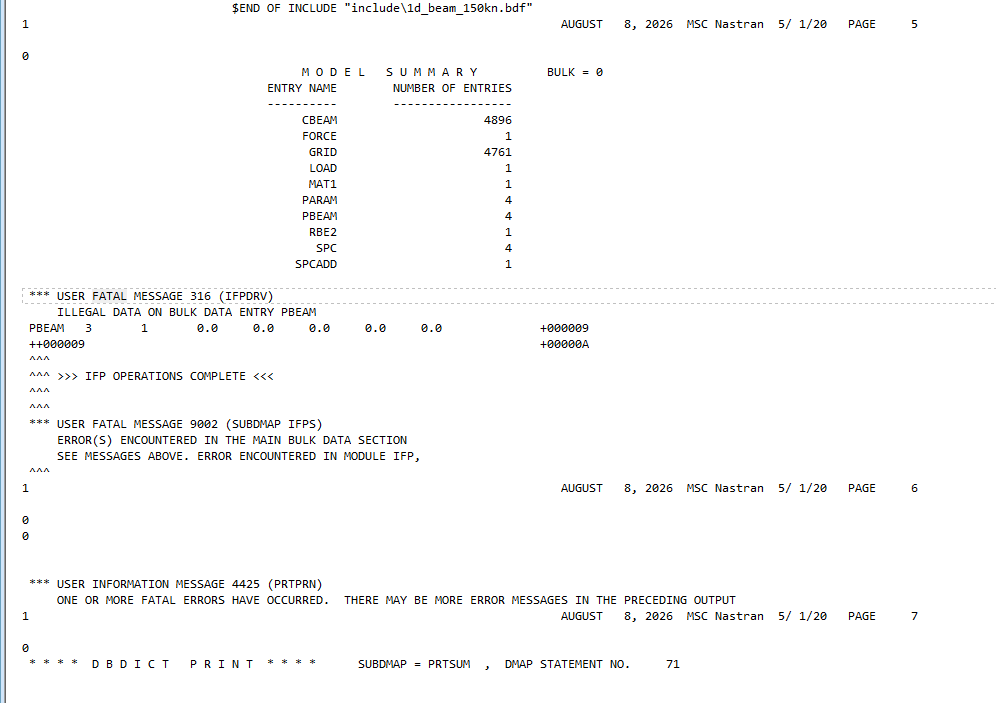 $END OF INCLUDE "include\1d_beam_150kn.bdf"
1 AUGUST 8, 2026 MSC Nastran 5/ 1/20 PAGE 5
0
M O D E L S U M M A R Y BULK = 0
ENTRY NAME NUMBER OF ENTRIES
---------- -----------------
CBEAM 4896
FORCE 1
GRID 4761
LOAD 1
MAT1 1
PARAM 4
PBEAM 4
RBE2 1
SPC 4
SPCADD 1
*** USER FATAL MESSAGE 316 (IFPDRV)
ILLEGAL DATA ON BULK DATA ENTRY PBEAM
PBEAM 3 1 0.0 0.0 0.0 0.0 0.0 +000009
++000009 +00000A
^^^
^^^ >>> IFP OPERATIONS COMPLETE <<<
^^^
^^^
*** USER FATAL MESSAGE 9002 (SUBDMAP IFPS)
ERROR(S) ENCOUNTERED IN THE MAIN BULK DATA SECTION
SEE MESSAGES ABOVE. ERROR ENCOUNTERED IN MODULE IFP,
^^^
1 AUGUST 8, 2026 MSC Nastran 5/ 1/20 PAGE 6
0
0
*** USER INFORMATION MESSAGE 4425 (PRTPRN)
ONE OR MORE FATAL ERRORS HAVE OCCURRED. THERE MAY BE MORE ERROR MESSAGES IN THE PRECEDING OUTPUT
1 AUGUST 8, 2026 MSC Nastran 5/ 1/20 PAGE 7
0
* * * * D B D I C T P R I N T * * * * SUBDMAP = PRTSUM , DMAP STATEMENT NO. 71